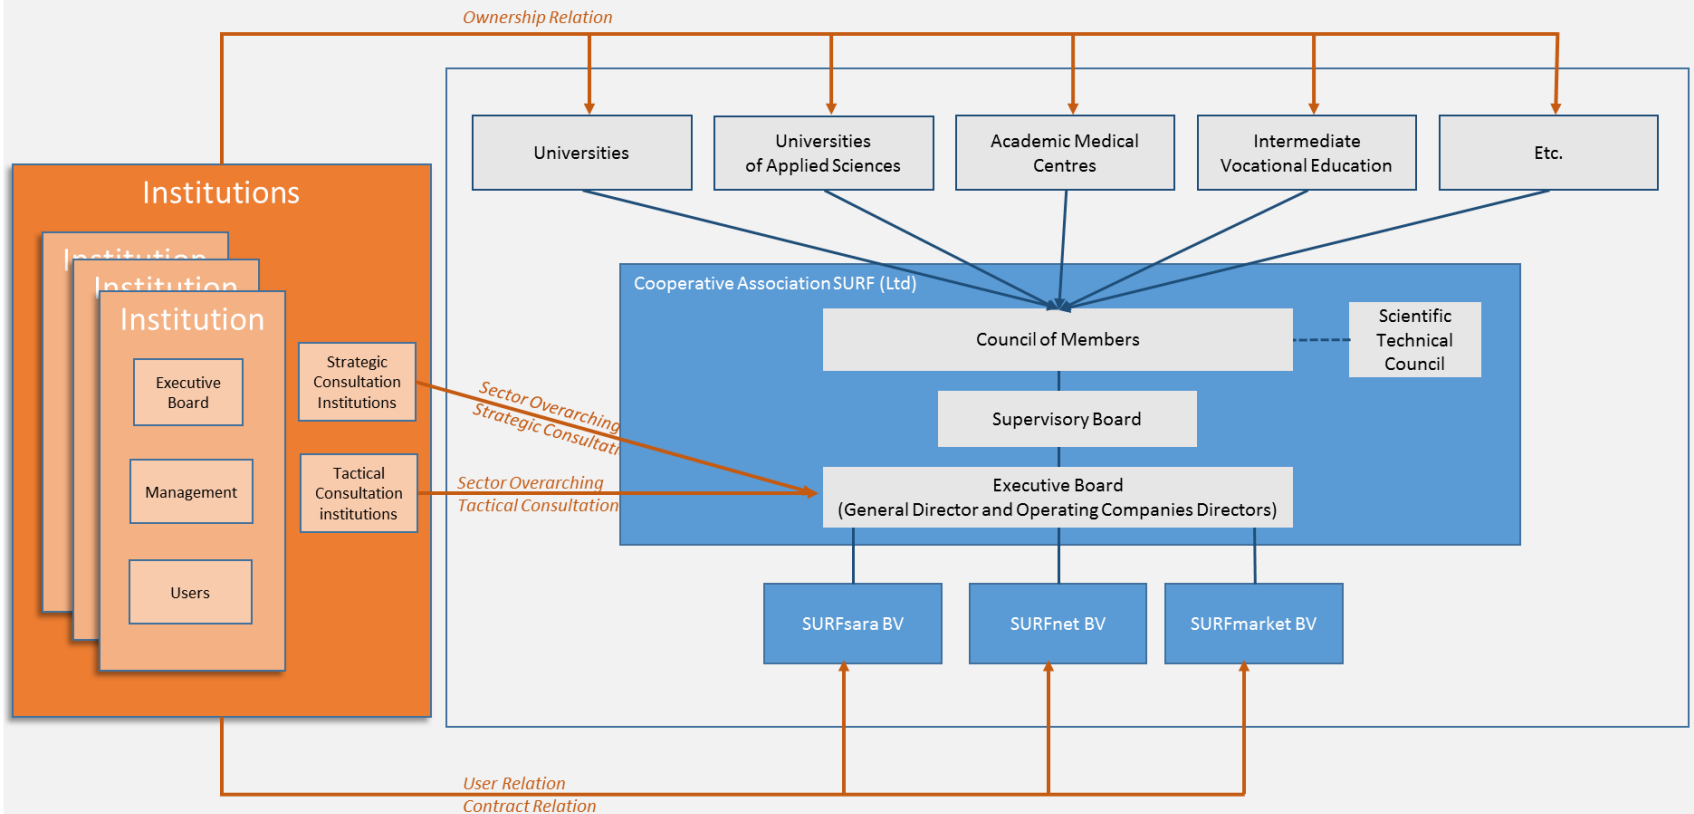 Ownership Relation
Universities
Universities
of Applied Sciences
Academic Medical
Centres
Intermediate
Vocational Education
Etc.
Institutions
Institution
Institution
Institution
Executive
Board
Management
Users
Strategic
Consultation
Institutions
Tactical
Consultation
institutions
Sector Overarching
Strategic Consultati
Sector Overarching
Tactical Consultation
Cooperative Association SURF (Ltd)
Council of Members
Scientific
Technical
Council
Supervisory Board
Executive Board
(General Director and Operating Companies Directors)
SURFsara BV
SURFnet BV
SURFmarket BV
User Relation
Contract Relation